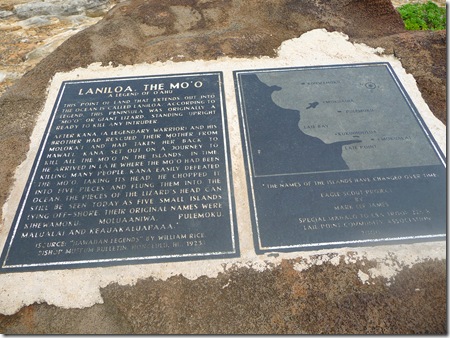 LANILOA, THE MO'O
A LEGEND OF O'AHU
THIS POINT OF LAND THAT EXTENDS OUT INTO
THE OCEAN IS CALLED LANILOA. ACCORDING TO
LEGEND, THIS PENINSULA WAS ORIGINALLY A
MO'O OR GIANT LIZARD, STANDING UPRIGHT
READY TO KILL ANY INTRUDER.
AFTER KANA (A LEGENDARY WARRIOR) AND HIS
BROTHER HAD RESCUED THEIR MOTHER FROM
MOLOKA'I AND HAD TAKEN HER BACK TO
HAWAI'I, KANA SET OUT ON A JOURNEY TO
KILL ALL THE MO'O IN THE ISLANDS. IN TIME
HE ARRIVED IN LA'IE WHERE THE MO'O HAD BEEN
KILLING MANY PEOPLE. KANA EASILY DEFEATED
THE MO'O. TAKING ITS HEAD, HE CHOPPED IT
INTO FIVE PIECES AND FLUNG THEM INTO THE
OCEAN. THE PIECES OF THE LIZARD'S HEAD CAN
STILL BE SEEN TODAY AS FIVE SMALL ISLANDS
LYING OFF-SHORE. THEIR ORIGINAL NAMES WERE
KIHEWAMOKU, PULEMOKU,
MALUALAI AND
(SOURCE: "HAWAIIAN LEGENDS" BY WILLIAM RICE
BISHOP MUSEUM BULLETIN, HONOLULU, HI. 1923)
"THE NAMES OF THE ISLANDS HAVE CHANGED OVER TIME
EAGLE SCOUT PROJECT
BY
MARK
SPECIAL MAHALO TO
LAIE POINT COMMUNITY ASSOCIATION